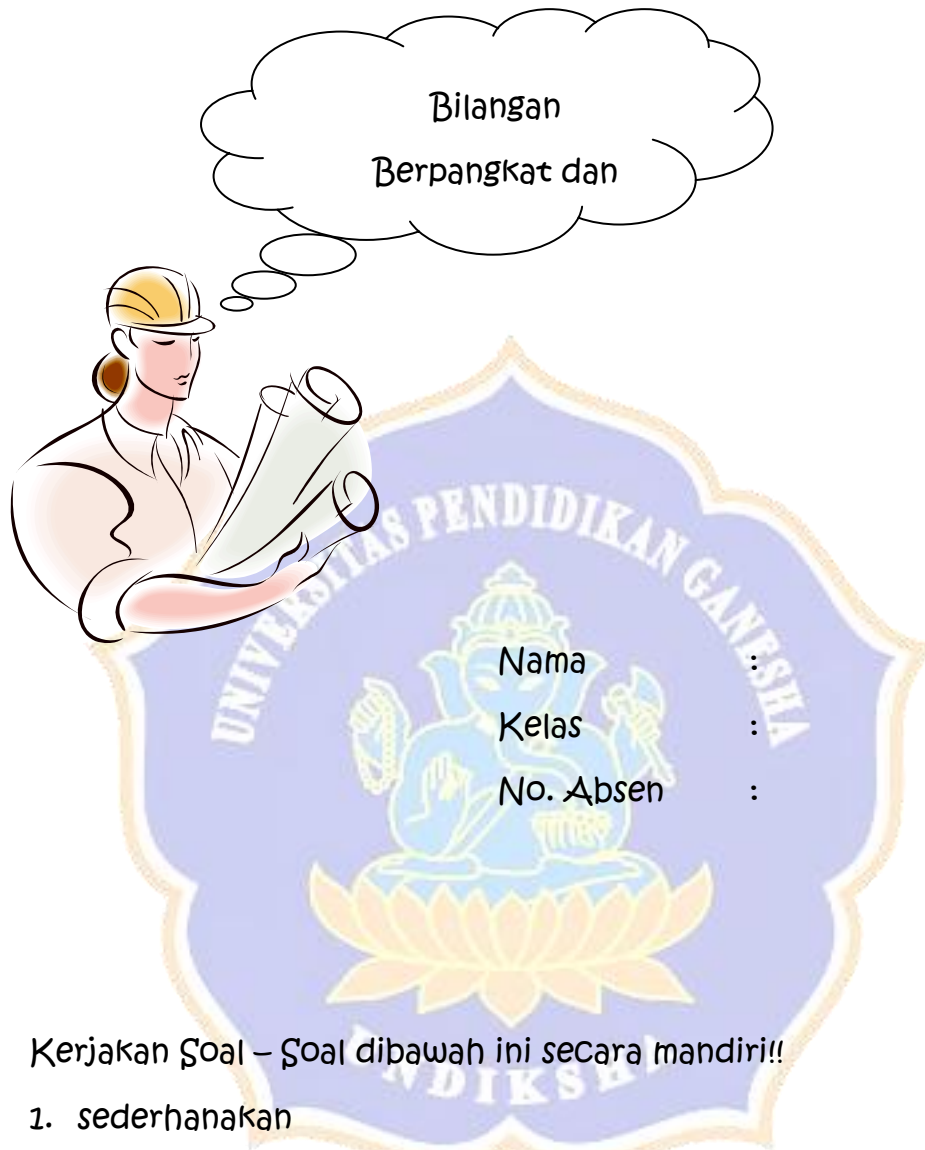 Bilangan
Berpangkat dan
UNIVERSITAS PENDIDIKAN GANESHA
Nama :
Kelas :
No. Absen :
Kerjakan Soal – Soal dibawah ini secara mandiri!!
UNDIKSHA
1. sederhanakan